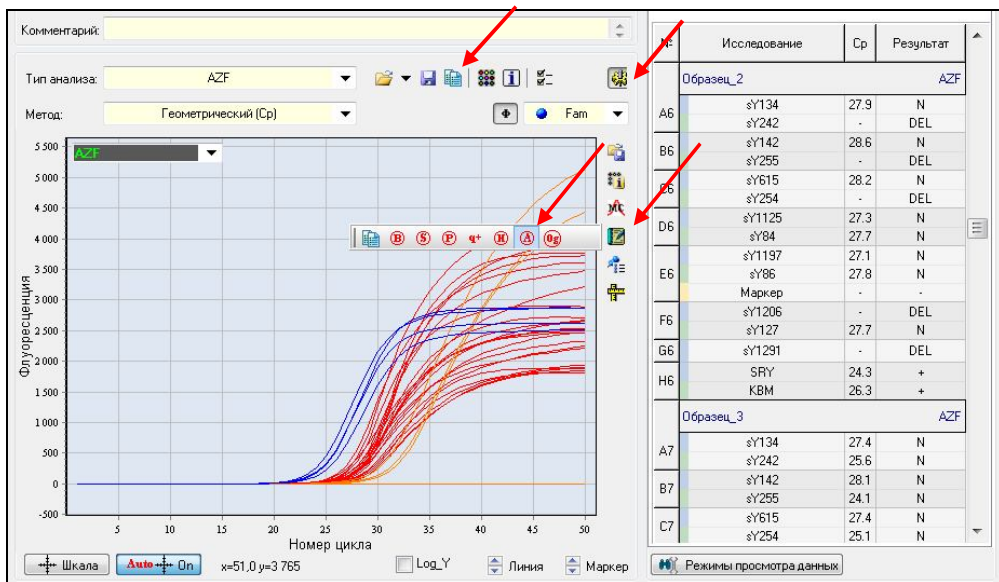 Комментарий:
Тип анализа: AZF
Метод: Геометрический (Cp) Ф Fam
AZF
5 500
5 000
4 500
4 000
3 500
3 000
2 500
2 000
1 500
1 000
500
0
-500
Флуоресценция
5 10 15 20 25 30 35 40 45 50
Номер цикла
B S P q+ H A Og
МС
Шкала Auto On x=51,0 y=3 765 Log_Y Линия Маркер
№ Исследование Cp Результат
Образец_2 AZF
A6 sY134 27.9 N
sY242 - DEL
B6 sY142 28.6 N
sY255 - DEL
C6 sY615 28.2 N
sY254 - DEL
D6 sY1125 27.3 N
sY84 27.7 N
E6 sY1197 27.1 N
sY86 27.8 N
Маркер - -
F6 sY1206 - DEL
sY127 27.7 N
G6 sY1291 - DEL
H6 SRY 24.3 +
КВМ 26.3 +
Образец_3 AZF
A7 sY134 27.4 N
sY242 25.6 N
B7 sY142 28.1 N
sY255 24.1 N
C7 sY615 27.4 N
sY254 25.1 N
Режимы просмотра данных